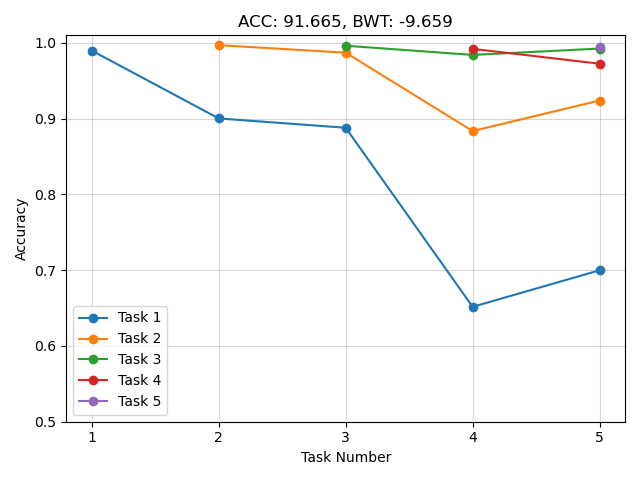 ACC: 91.665, BWT: -9.659
1.0
0.9
0.8
0.7
0.6
0.5
Accuracy
Task 1
Task 2
Task 3
Task 4
Task 5
1 2 3 4 5
Task Number